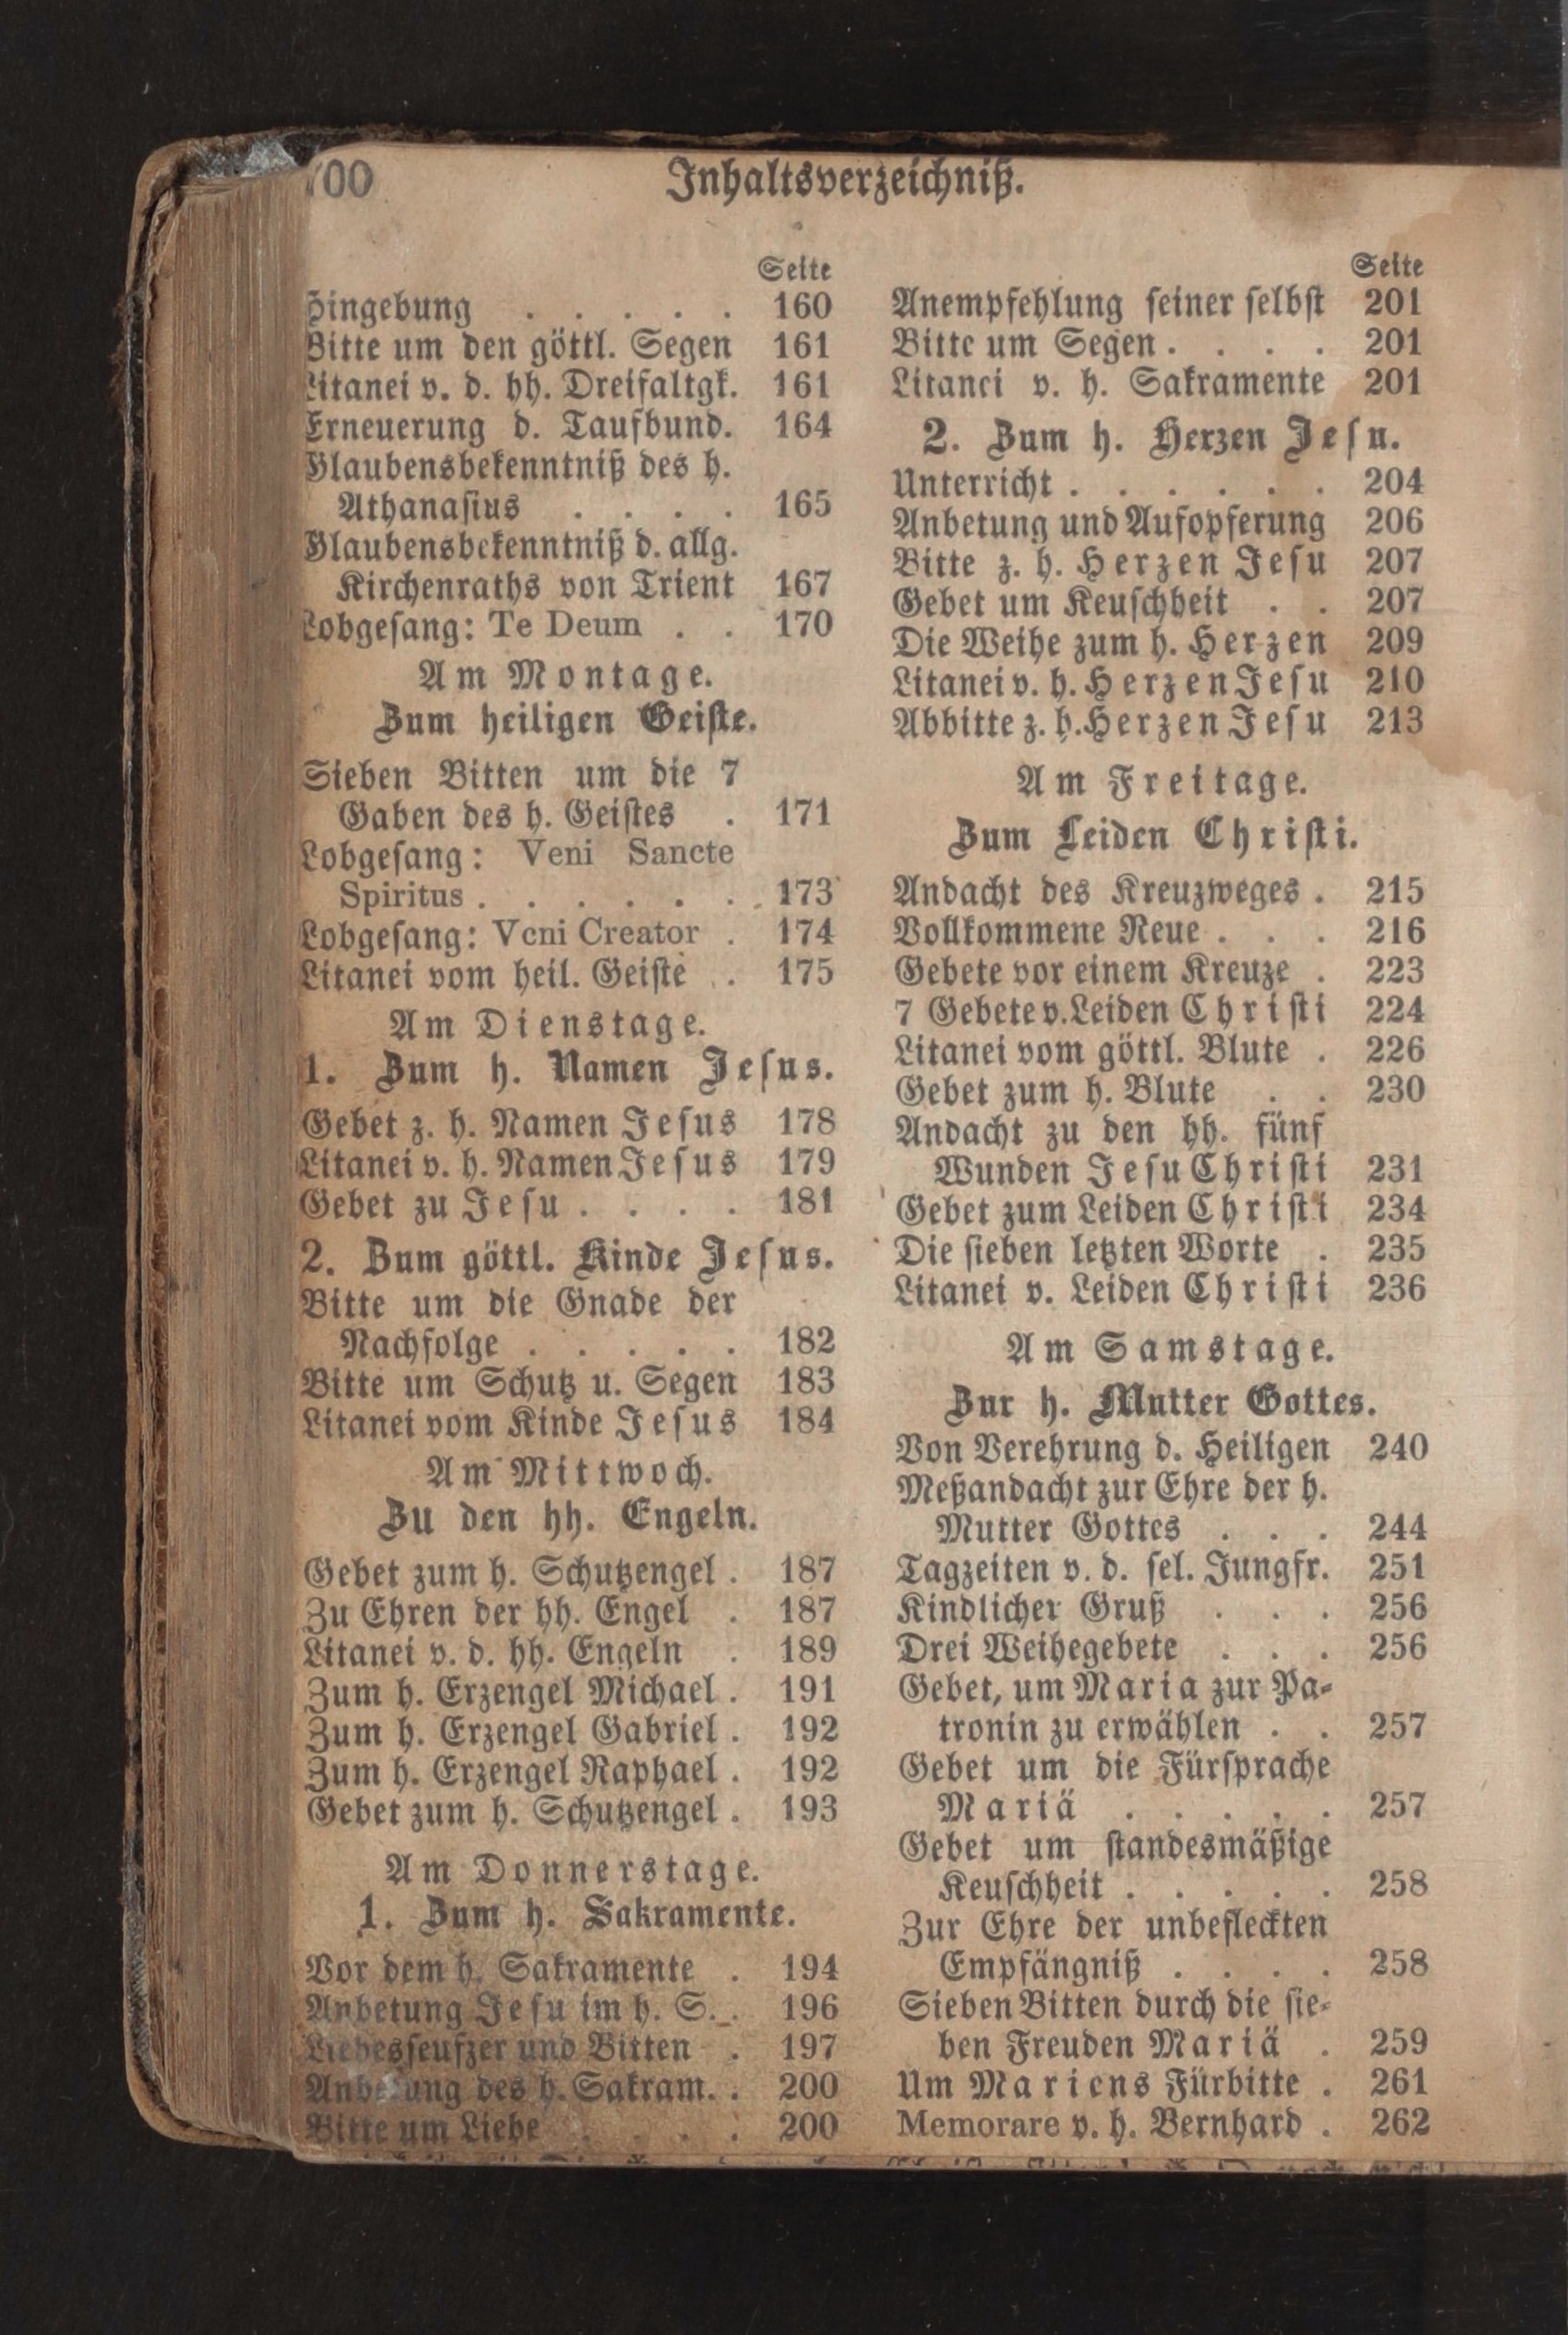 700 Inhaltsverzeichniß.
Seite
Hingebung . . . . . 160
Bitte um den göttl. Segen 161
Litanei v. d. hh. Dreifaltgk. 161
Erneuerung d. Taufbund. 164
Glaubensbekenntniß des h.
Athanasius . . . . 165
Glaubensbekenntniß d. allg.
Kirchenraths von Trient 167
Lobgesang: Te Deum . . 170
Am Montage.
Zum heiligen Geiste.
Sieben Bitten um die 7
Gaben des h. Geistes . 171
Lobgesang: Veni Sancte
Spiritus . . . . . . . 173
Lobgesang: Veni Creator . 174
Litanei vom heil. Geiste . 175
Am Dienstage.
1. Zum h. Namen Jesus.
Gebet z. h. Namen Jesus 178
Litanei v. h. Namen Jesus 179
Gebet zu Jesu . . . . 181
2. Zum göttl. Kinde Jesus.
Bitte um die Gnade der
Nachfolge . . . . . 182
Bitte um Schutz u. Segen 183
Litanei vom Kinde Jesus 184
Am Mittwoch.
Zu den hh. Engeln.
Gebet zum h. Schutzengel . 187
Zu Ehren der hh. Engel . 187
Litanei v. d. hh. Engeln . 189
Zum h. Erzengel Michael . 191
Zum h. Erzengel Gabriel . 192
Zum h. Erzengel Raphael . 192
Gebet zum h. Schutzengel . 193
Am Donnerstage.
1. Zum h. Sakramente.
Vor dem h. Sakramente . 194
Anbetung Jesu im h. S. . 196
Liebesseufzer und Bitten . 197
Anbetung des h. Sakram. . 200
Bitte um Liebe . . . . 200
Seite
Anempfehlung seiner selbst 201
Bitte um Segen . . . . 201
Litanei v. h. Sakramente 201
2. Zum h. Herzen Jesu.
Unterricht . . . . . . . 204
Anbetung und Aufopferung 206
Bitte z. h. Herzen Jesu 207
Gebet um Keuschheit . . 207
Die Weihe zum h. Herzen 209
Litanei v. h. Herzen Jesu 210
Abbitte z. h. Herzen Jesu 213
Am Freitage.
Zum Leiden Christi.
Andacht des Kreuzweges . 215
Vollkommene Reue . . . 216
Gebete vor einem Kreuze . 223
7 Gebete v. Leiden Christi 224
Litanei vom göttl. Blute . 226
Gebet zum h. Blute . . 230
Andacht zu den hh. fünf
Wunden Jesu Christi 231
Gebet zum Leiden Christi 234
Die sieben letzten Worte . 235
Litanei v. Leiden Christi 236
Am Samstage.
Zur h. Mutter Gottes.
Von Verehrung d. Heiligen 240
Meßandacht zur Ehre der h.
Mutter Gottes . . . 244
Tagzeiten v. d. sel. Jungfr. 251
Kindlicher Gruß . . . 256
Drei Weihegebete . . . 256
Gebet, um Maria zur Pa-
tronin zu erwählen . . 257
Gebet um die Fürsprache
Mariä . . . . . 257
Gebet um standesmäßige
Keuschheit . . . . . 258
Zur Ehre der unbefleckten
Empfängniß . . . . 258
Sieben Bitten durch die sie-
ben Freuden Mariä . 259
Um Mariens Fürbitte . 261
Memorare v. h. Bernhard . 262